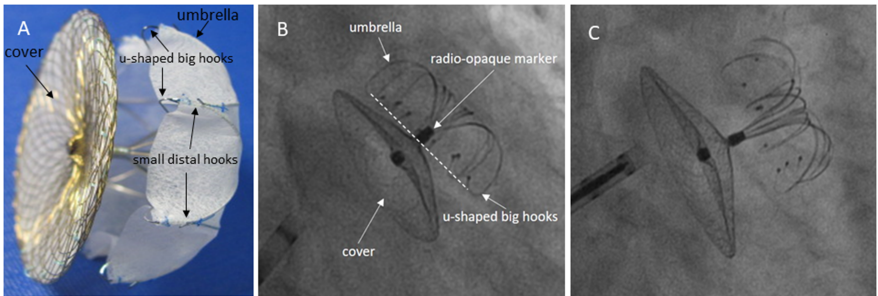 A
umbrella
cover
u-shaped big hooks
small distal hooks
B
umbrella
radio-opaque marker
u-shaped big hooks
cover
C